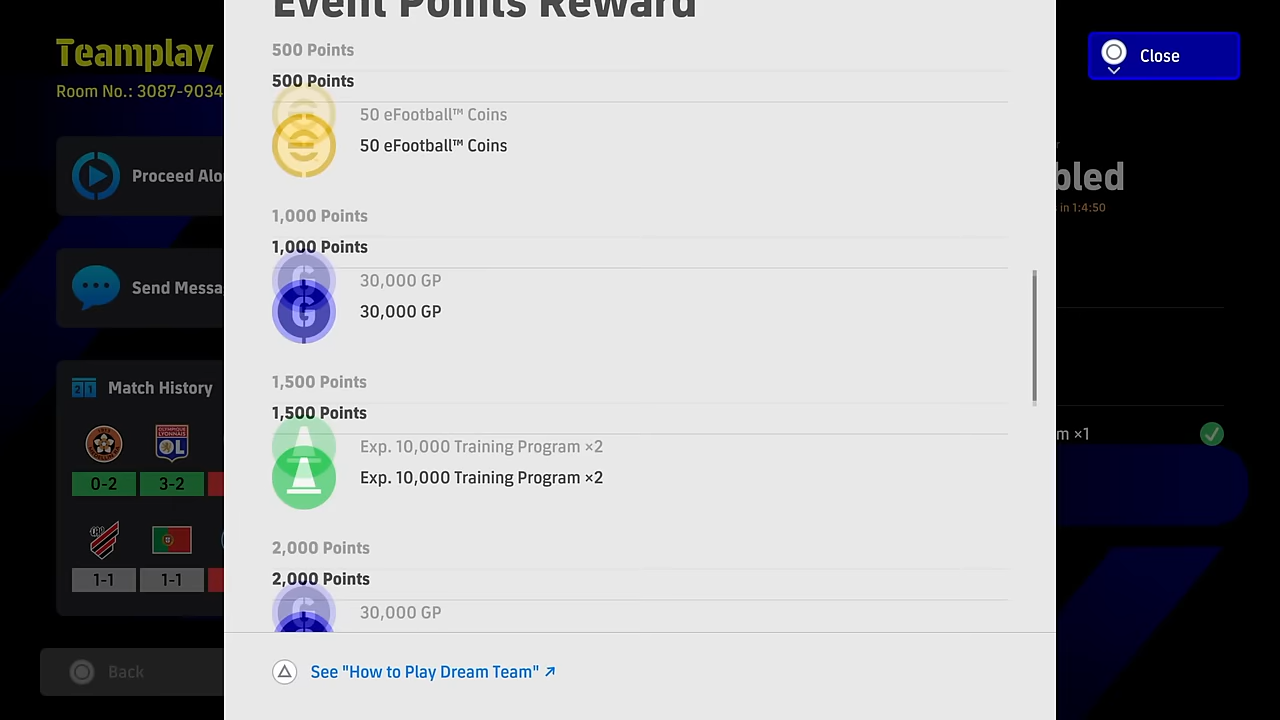 Event Points Reward
Teamplay
Room No.: 3087-9034
Close
500 Points
500 Points
50 eFootball™ Coins
50 eFootball™ Coins
Proceed Alo
bled
in 1:4:50
1,000 Points
1,000 Points
30,000 GP
30,000 GP
Send Messa
1,500 Points
1,500 Points
Match History
Exp. 10,000 Training Program ×2
Exp. 10,000 Training Program ×2
m ×1
0-2
3-2
2,000 Points
2,000 Points
1-1
1-1
30,000 GP
Back
See "How to Play Dream Team" ↗